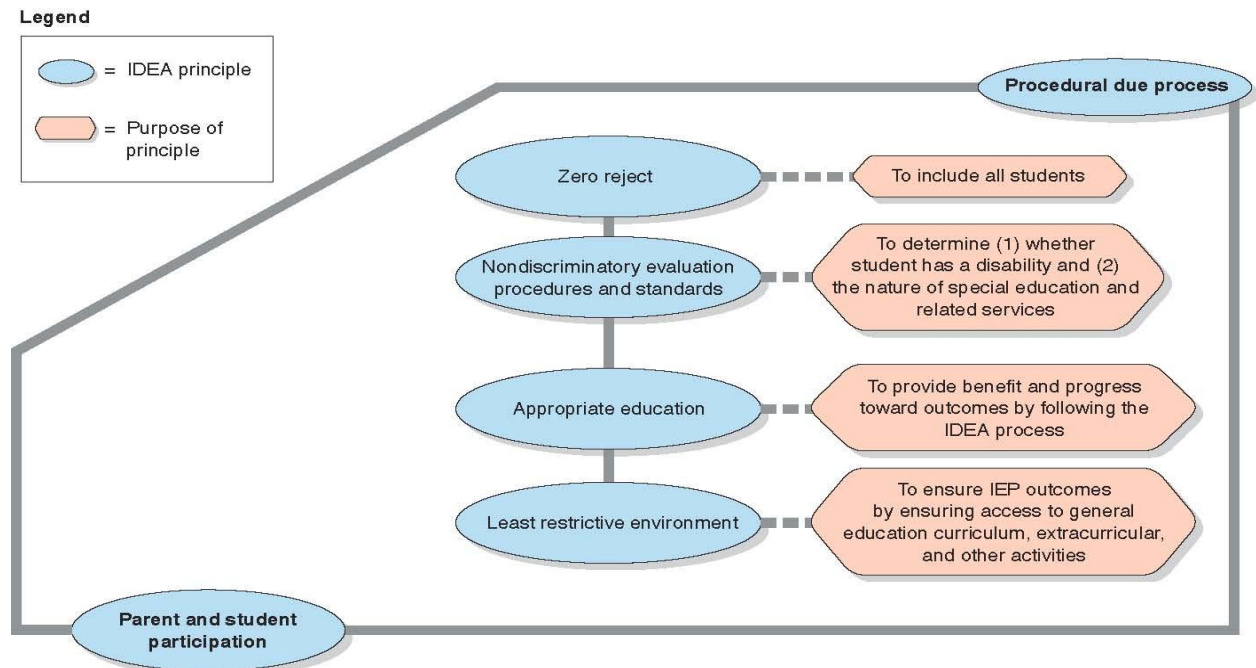 Legend
= IDEA principle
= Purpose of
principle
Procedural due process
Zero reject
To include all students
Nondiscriminatory evaluation
procedures and standards
To determine (1) whether
student has a disability and (2)
the nature of special education and
related services
Appropriate education
To provide benefit and progress
toward outcomes by following the
IDEA process
Least restrictive environment
To ensure IEP outcomes
by ensuring access to general
education curriculum, extracurricular,
and other activities
Parent and student
participation